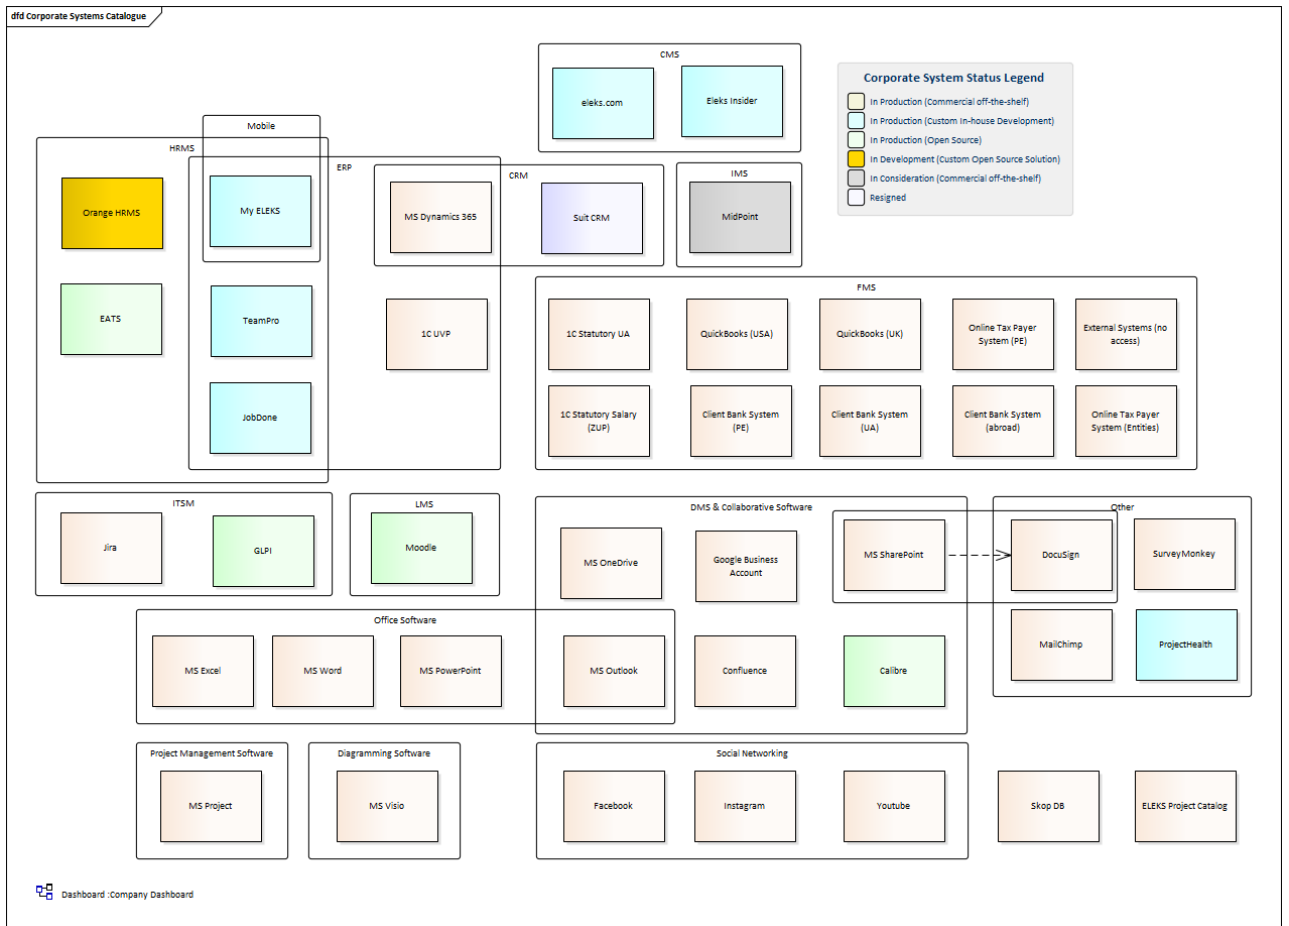 dfd Corporate Systems Catalogue
CMS
eleks.com
Eleks Insider
Corporate System Status Legend
In Production (Commercial off-the-shelf)
In Production (Custom In-house Development)
In Production (Open Source)
In Development (Custom Open Source Solution)
In Consideration (Commercial off-the-shelf)
Resigned
Mobile
HRMS
ERP
CRM
IMS
Orange HRMS
My ELEKS
MS Dynamics 365
Suit CRM
MidPoint
EATS
TeamPro
1C UVP
JobDone
FMS
1C Statutory UA
QuickBooks (USA)
QuickBooks (UK)
Online Tax Payer
System (PE)
External Systems (no
access)
1C Statutory Salary
(ZUP)
Client Bank System
(PE)
Client Bank System
(UA)
Client Bank System
(abroad)
Online Tax Payer
System (Entities)
ITSM
Jira
GLPI
LMS
Moodle
DMS & Collaborative Software
MS OneDrive
Google Business
Account
MS SharePoint
Other
DocuSign
SurveyMonkey
MailChimp
ProjectHealth
Office Software
MS Excel
MS Word
MS PowerPoint
MS Outlook
Confluence
Calibre
Project Management Software
MS Project
Diagramming Software
MS Visio
Social Networking
Facebook
Instagram
Youtube
Skop DB
ELEKS Project Catalog
Dashboard :Company Dashboard